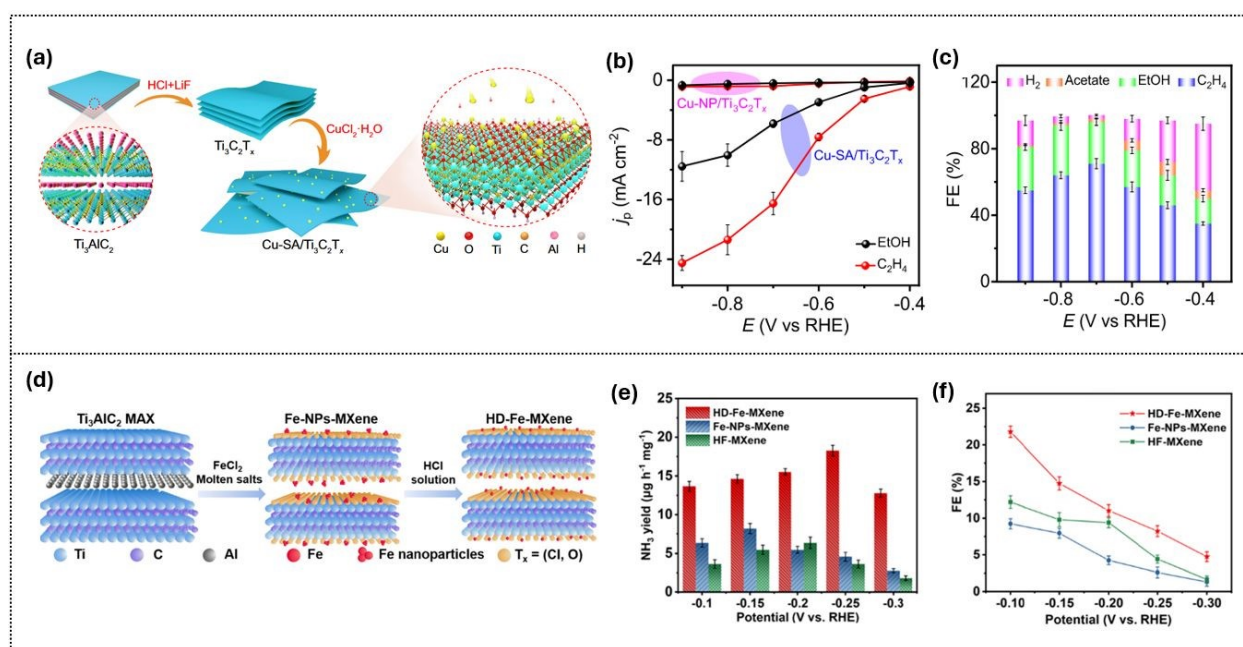 (a)
HCl+LiF
CuCl₂·H₂O
Ti₃C₂Tₓ
Ti₃AlC₂
Cu-SA/Ti₃C₂Tₓ
Cu O Ti C Al H
(b)
0
-8
-16
-24
jₚ (mA cm⁻²)
Cu-NP/Ti₃C₂Tₓ
Cu-SA/Ti₃C₂Tₓ
EtOH
C₂H₄
-0.8 -0.6 -0.4
E (V vs RHE)
(c)
H₂ Acetate EtOH C₂H₄
120
80
40
0
FE (%)
-0.8 -0.6 -0.4
E (V vs RHE)
(d)
Ti₃AlC₂ MAX
Fe-NPs-MXene
HD-Fe-MXene
FeCl₂
Molten salts
HCl
solution
Ti C Al Fe Fe nanoparticles Tₓ = (Cl, O)
(e)
HD-Fe-MXene
Fe-NPs-MXene
HF-MXene
25
20
15
10
5
0
NH₃ yield (µg h⁻¹ mg⁻¹)
-0.1 -0.15 -0.2 -0.25 -0.3
Potential (V vs. RHE)
(f)
HD-Fe-MXene
Fe-NPs-MXene
HF-MXene
25
20
15
10
5
0
FE (%)
-0.10 -0.15 -0.20 -0.25 -0.30
Potential (V vs. RHE)